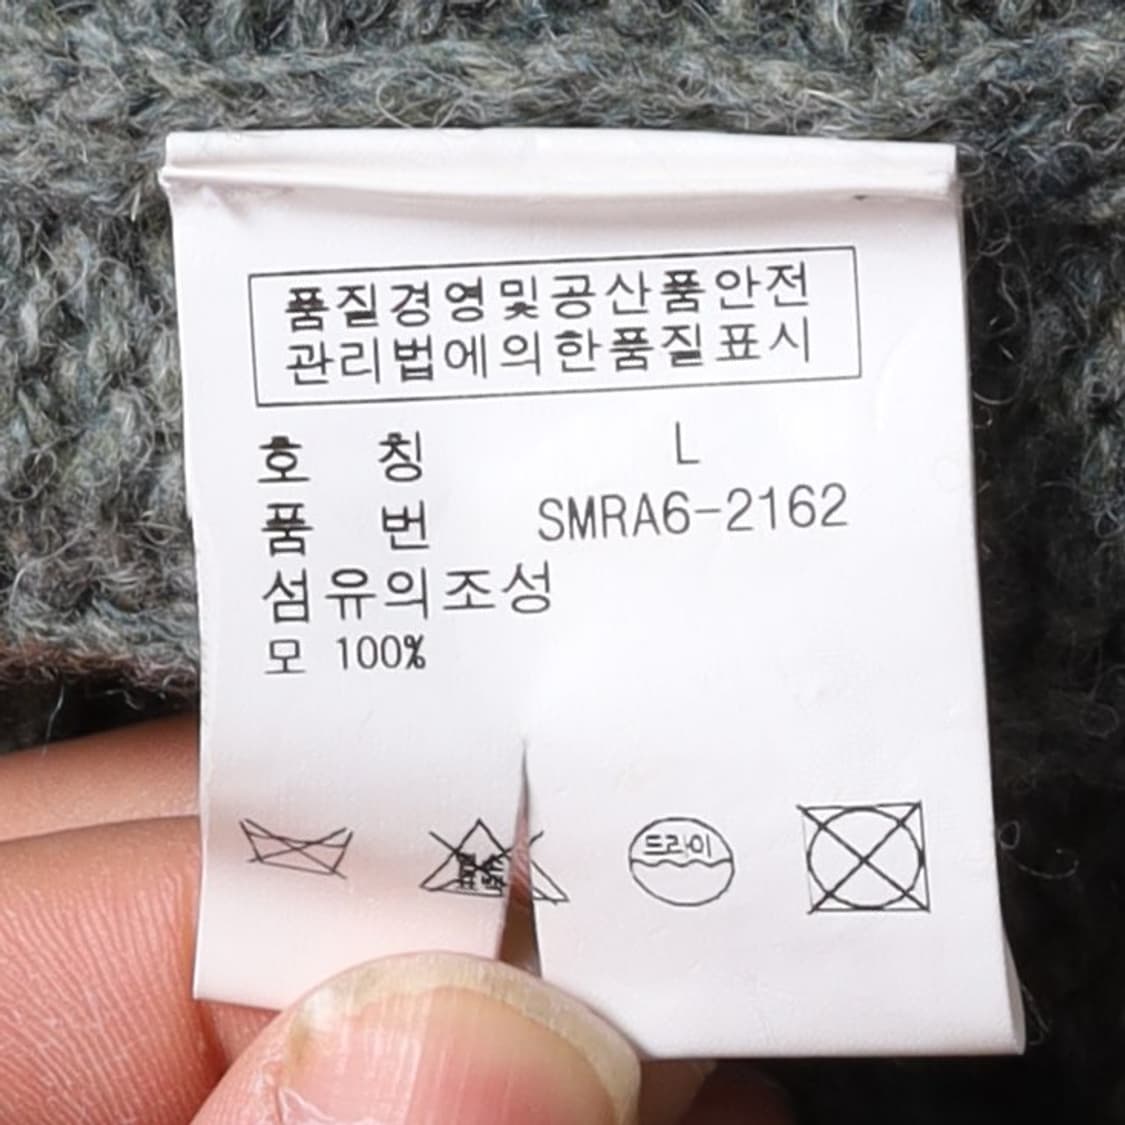 품질경영및공산품안전
관리법에의한품질표시
호 칭 L
품 번 SMRA6-2162
섬유의조성
모 100%
드라이